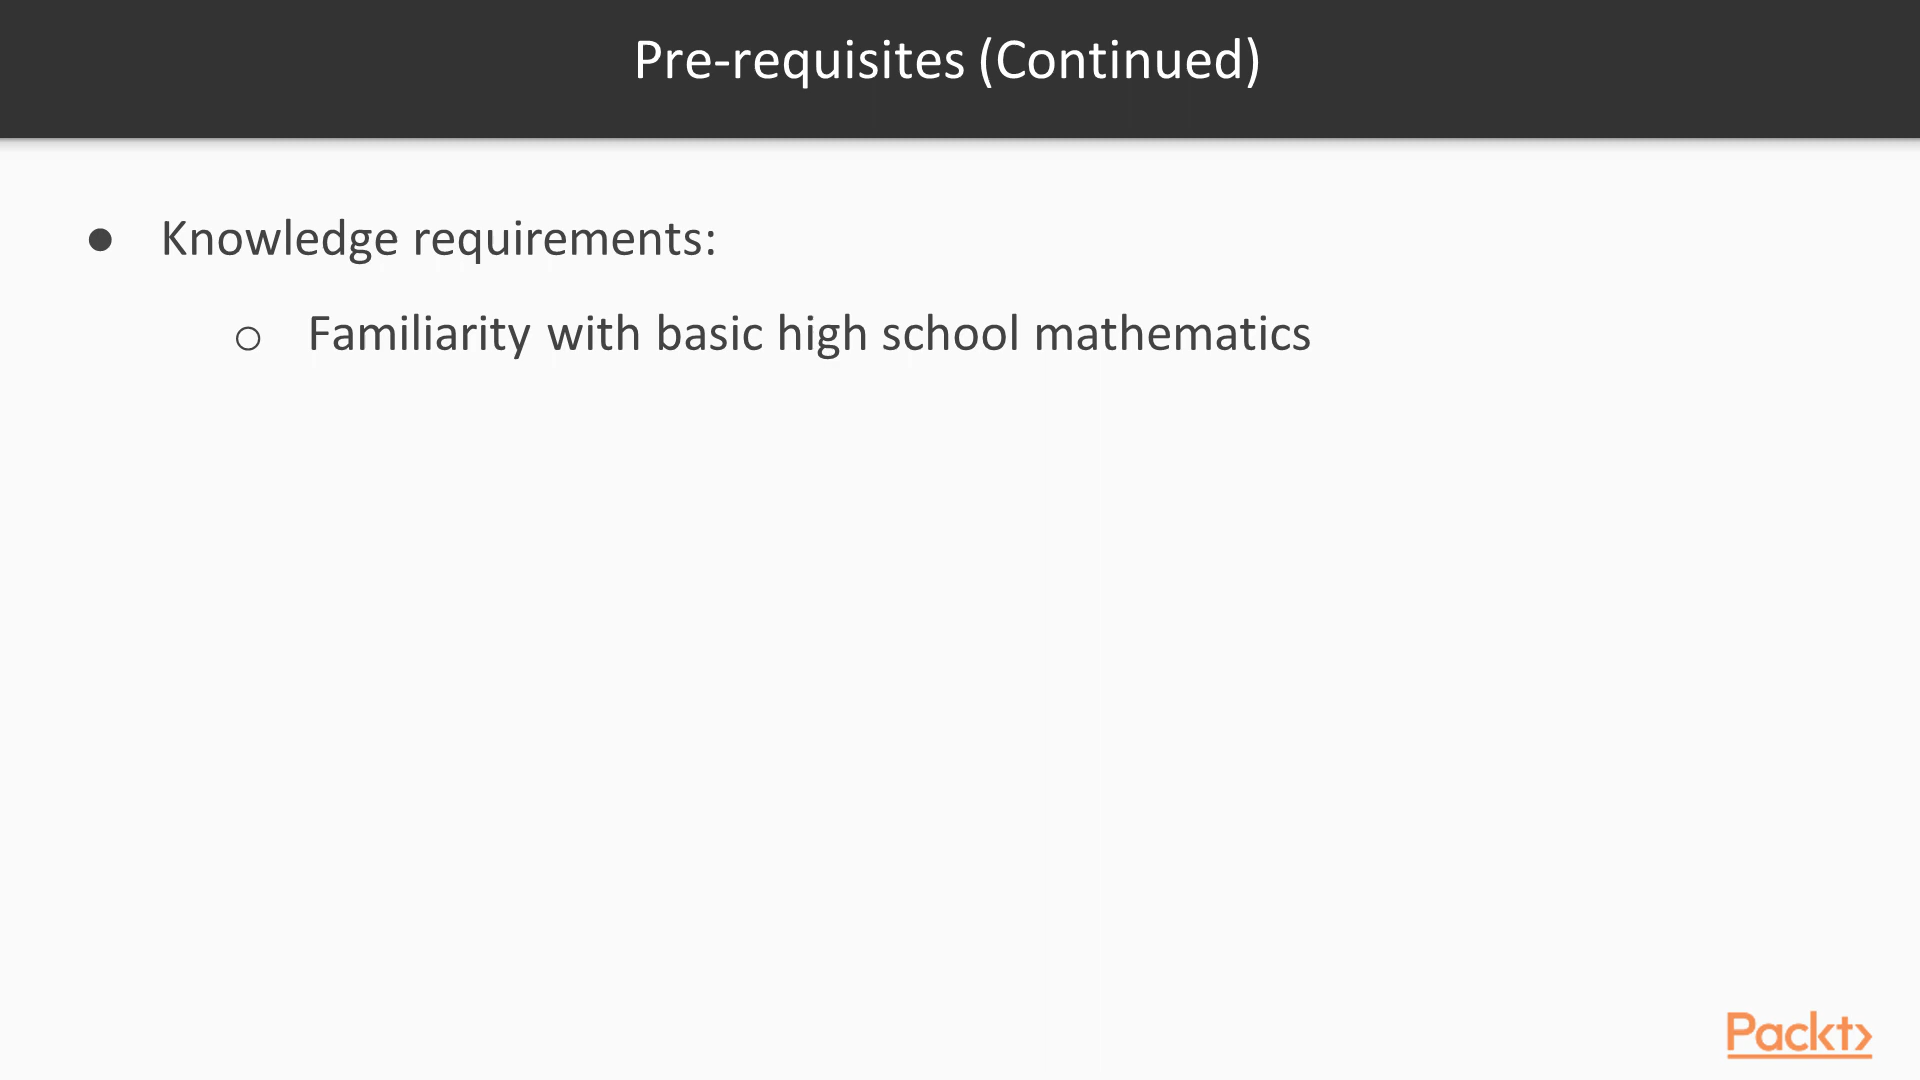 Pre-requisites (Continued)
● Knowledge requirements:
○ Familiarity with basic high school mathematics
Packt>